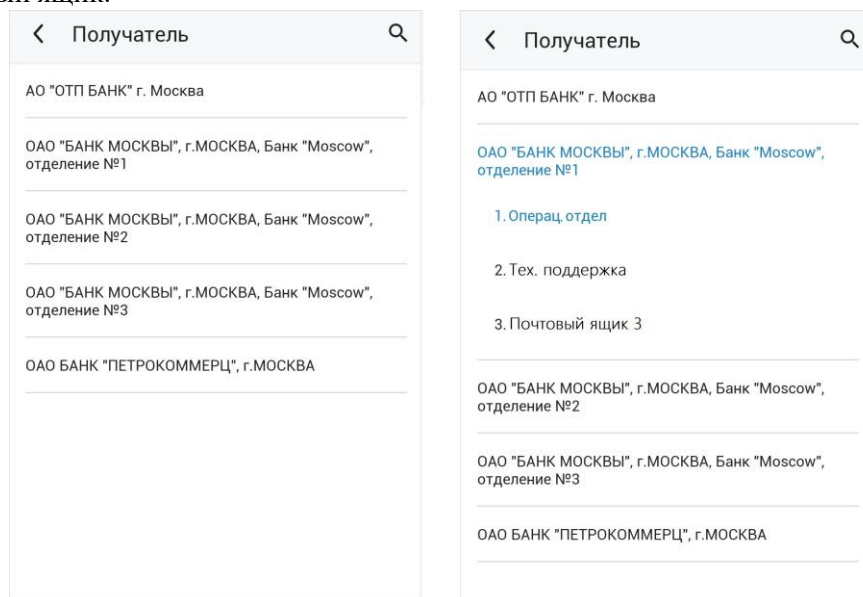 ящик.
Получатель
АО "ОТП БАНК" г. Москва
ОАО "БАНК МОСКВЫ", г.МОСКВА, Банк "Moscow",
отделение №1
ОАО "БАНК МОСКВЫ", г.МОСКВА, Банк "Moscow",
отделение №2
ОАО "БАНК МОСКВЫ", г.МОСКВА, Банк "Moscow",
отделение №3
ОАО БАНК "ПЕТРОКОММЕРЦ", г.МОСКВА
Получатель
АО "ОТП БАНК" г. Москва
ОАО "БАНК МОСКВЫ", г.МОСКВА, Банк "Moscow",
отделение №1
1. Операц. отдел
2. Тех. поддержка
3. Почтовый ящик 3
ОАО "БАНК МОСКВЫ", г.МОСКВА, Банк "Moscow",
отделение №2
ОАО "БАНК МОСКВЫ", г.МОСКВА, Банк "Moscow",
отделение №3
ОАО БАНК "ПЕТРОКОММЕРЦ", г.МОСКВА